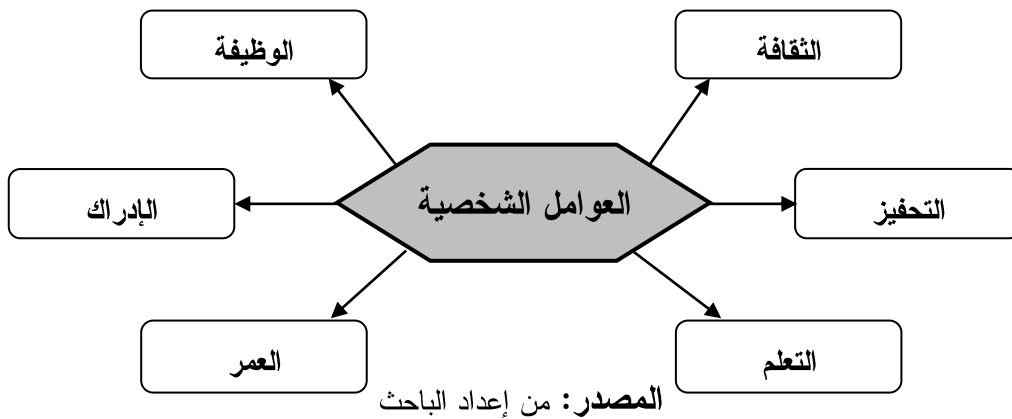 الثقافة
الوظيفة
العوامل الشخصية
التحفيز
الإدراك
التعلم
العمر
المصدر: من إعداد الباحث